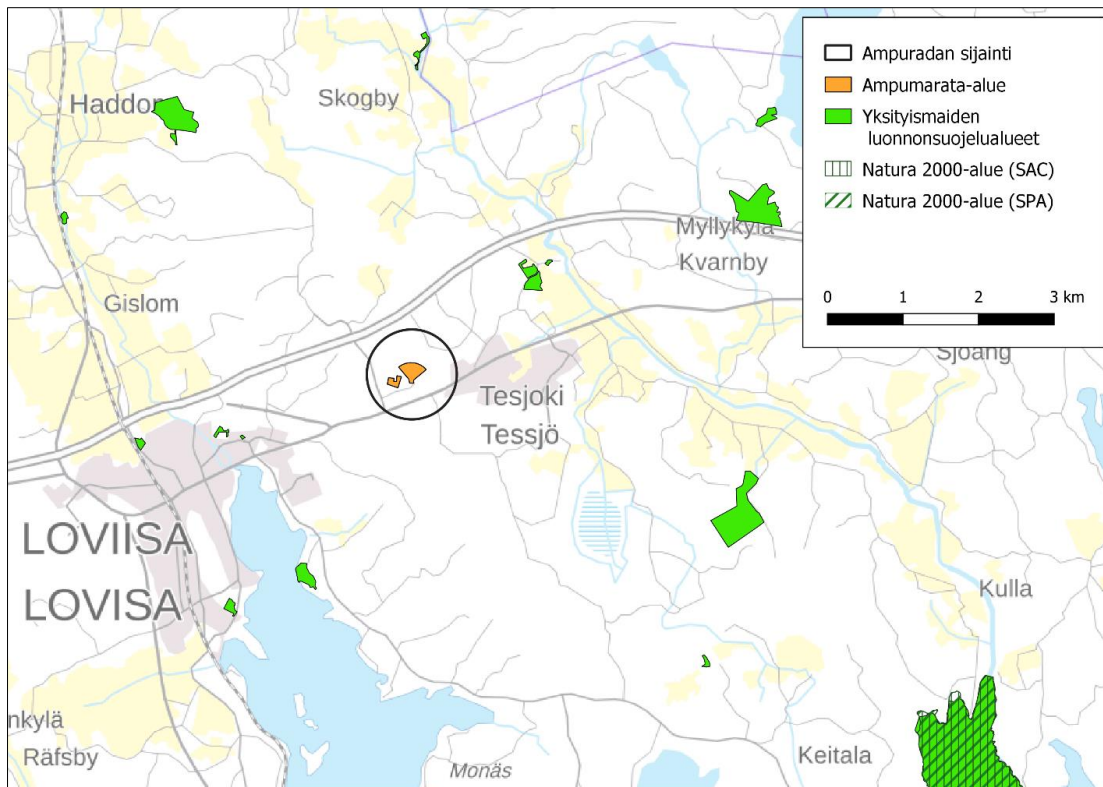 Ampuradan sijainti
Ampumarata-alue
Yksityismaiden
luonnonsuojelualueet
Natura 2000-alue (SAC)
Natura 2000-alue (SPA)
0 1 2 3 km
Skogby
Myllykylä
Kvarnby
Gislom
Sjöäng
Tesjoki
Tessjö
LOVIISA
LOVISA
Kulla
nkylä
Räfsby
Monäs
Keitala